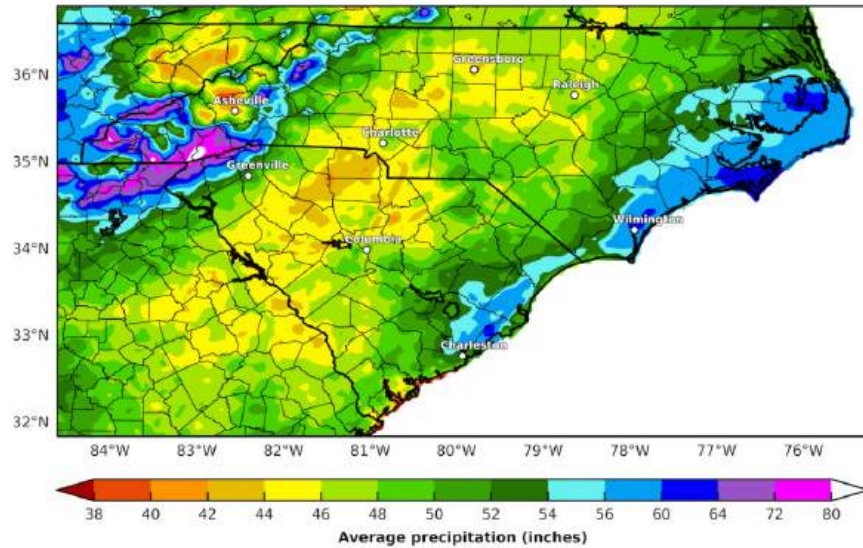 36°N
Greensboro
Raleigh
Asheville
Charlotte
35°N
Greenville
Wilmington
34°N
Columbia
33°N
Charleston
32°N
84°W 83°W 82°W 81°W 80°W 79°W 78°W 77°W 76°W
38 40 42 44 46 48 50 52 54 56 60 64 72 80
Average precipitation (inches)